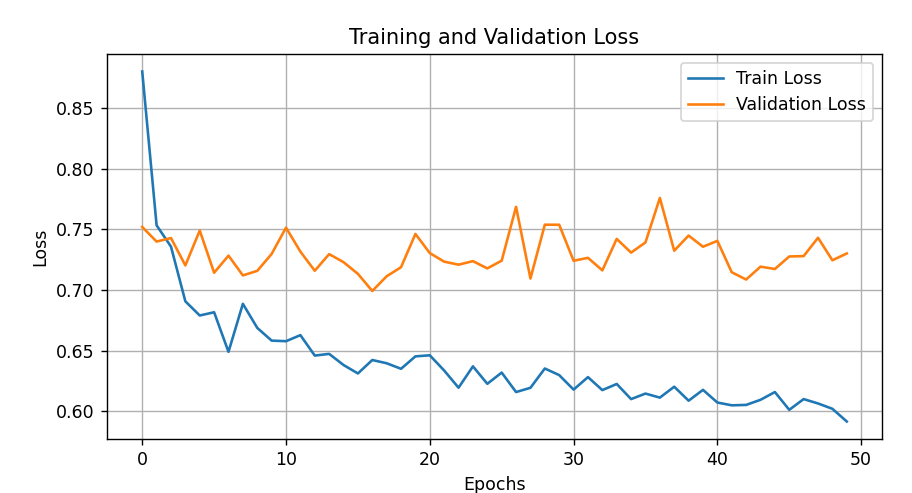 Training and Validation Loss
Train Loss
Validation Loss
0.85
0.80
0.75
0.70
0.65
0.60
Loss
0 10 20 30 40 50
Epochs